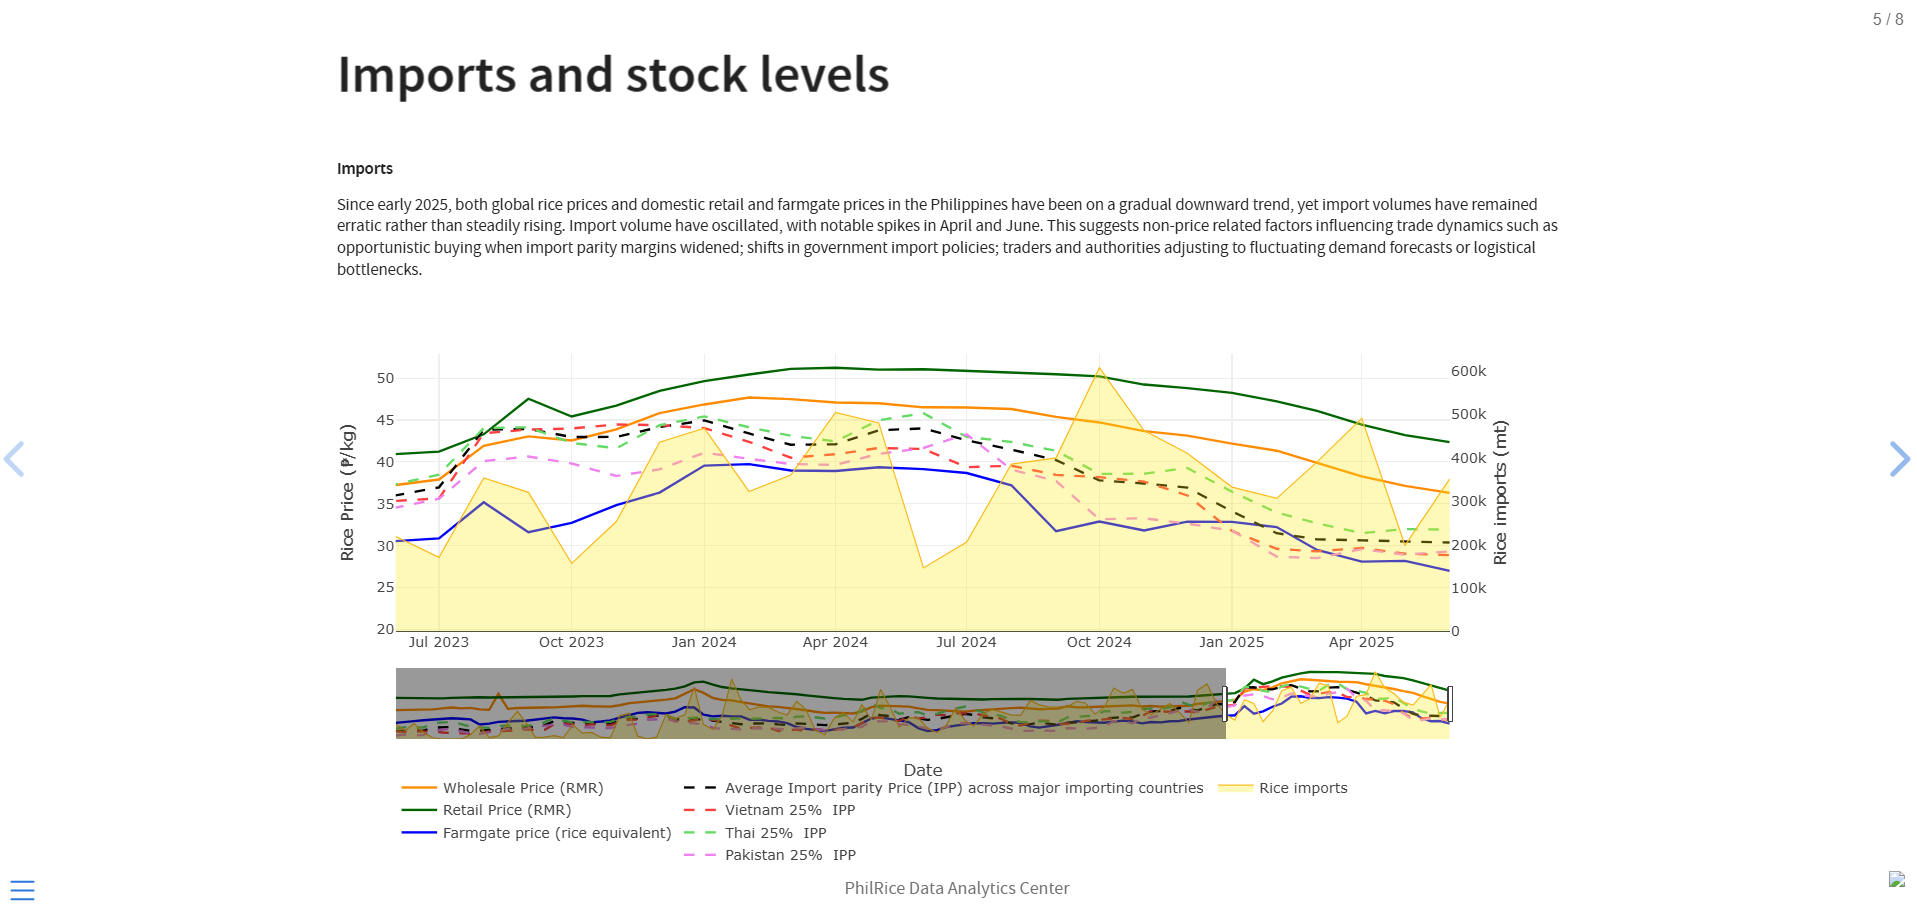 5 / 8
Imports and stock levels
Imports
Since early 2025, both global rice prices and domestic retail and farmgate prices in the Philippines have been on a gradual downward trend, yet import volumes have remained
erratic rather than steadily rising. Import volume have oscillated, with notable spikes in April and June. This suggests non-price related factors influencing trade dynamics such as
opportunistic buying when import parity margins widened; shifts in government import policies; traders and authorities adjusting to fluctuating demand forecasts or logistical
bottlenecks.
Rice Price (₱/kg)
50
45
40
35
30
25
20
600k
500k
400k
300k
200k
100k
0
Rice imports (mt)
Jul 2023 Oct 2023 Jan 2024 Apr 2024 Jul 2024 Oct 2024 Jan 2025 Apr 2025
Date
Wholesale Price (RMR)
Retail Price (RMR)
Farmgate price (rice equivalent)
Average Import parity Price (IPP) across major importing countries
Vietnam 25%  IPP
Thai 25%  IPP
Pakistan 25%  IPP
Rice imports
PhilRice Data Analytics Center